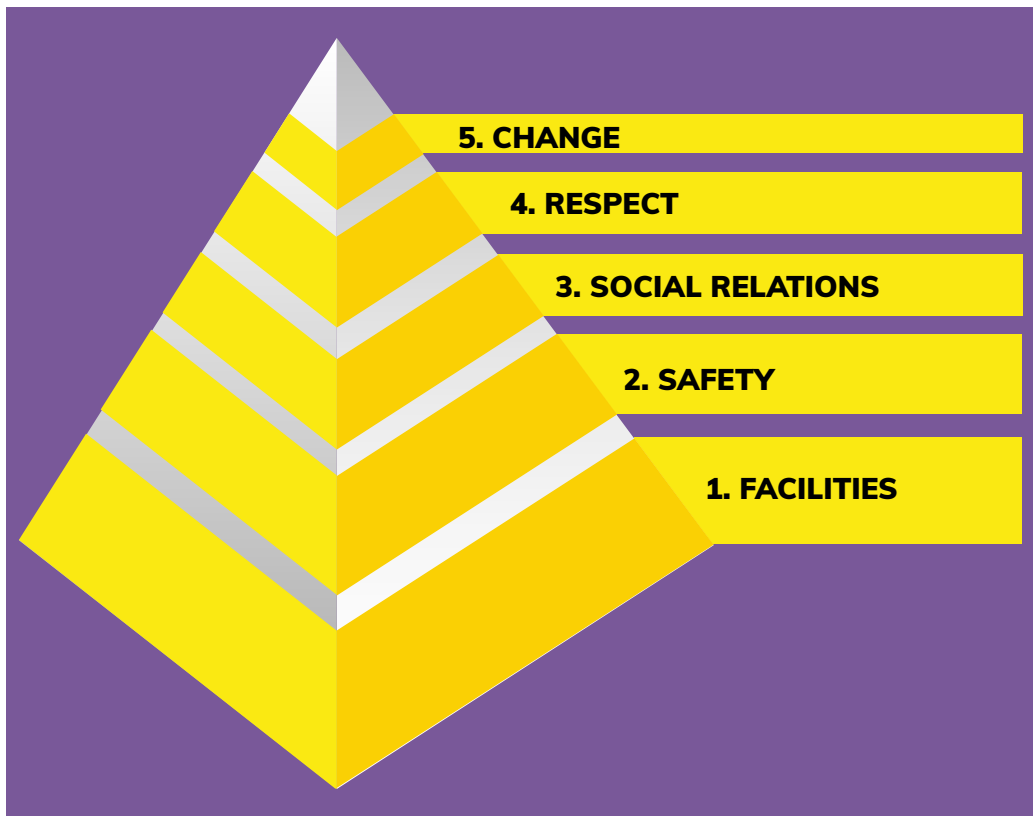 5. CHANGE
4. RESPECT
3. SOCIAL RELATIONS
2. SAFETY
1. FACILITIES